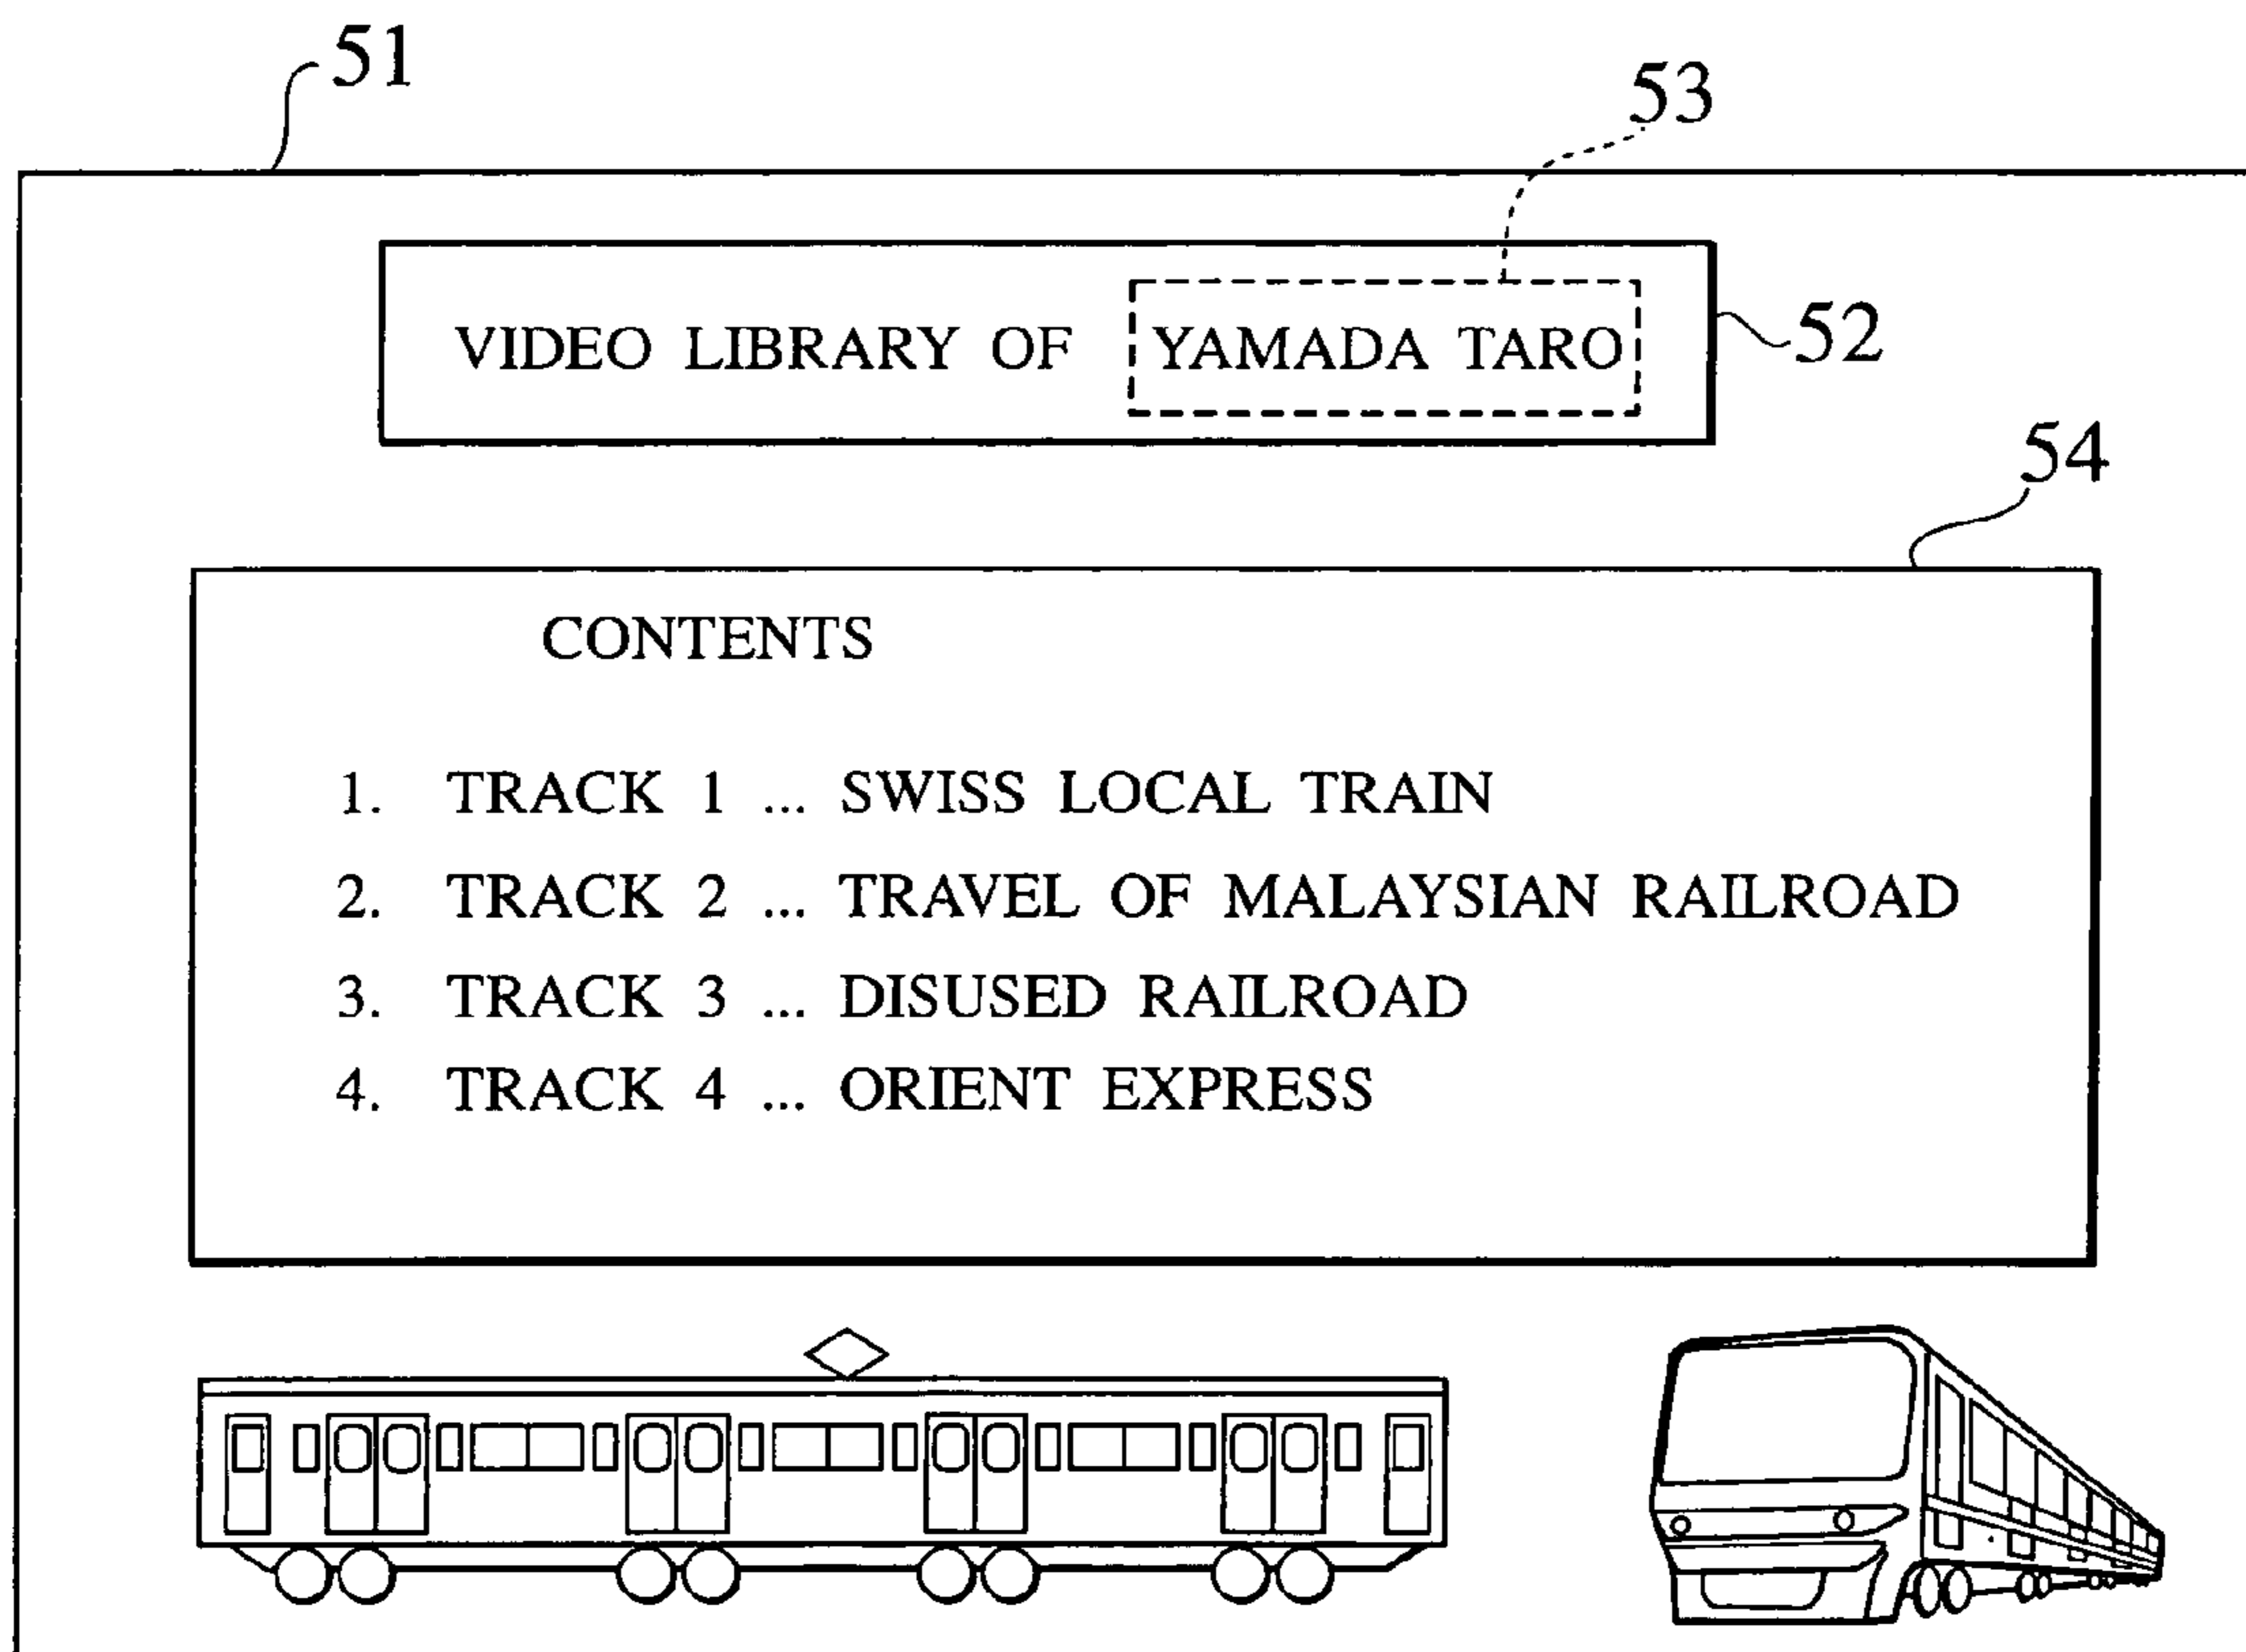 51
53
VIDEO LIBRARY OF YAMADA TARO
52
54
CONTENTS
1. TRACK 1 ... SWISS LOCAL TRAIN
2. TRACK 2 ... TRAVEL OF MALAYSIAN RAILROAD
3. TRACK 3 ... DISUSED RAILROAD
4. TRACK 4 ... ORIENT EXPRESS